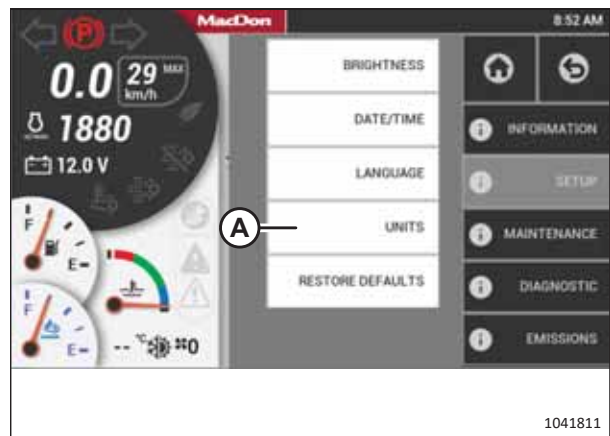 MacDon
8:52 AM
P
0.0
29 MAX
km/h
1880
12.0 V
F
E
F
E
-- °C
0
BRIGHTNESS
DATE/TIME
LANGUAGE
UNITS
RESTORE DEFAULTS
A
INFORMATION
SETUP
MAINTENANCE
DIAGNOSTIC
EMISSIONS
1041811